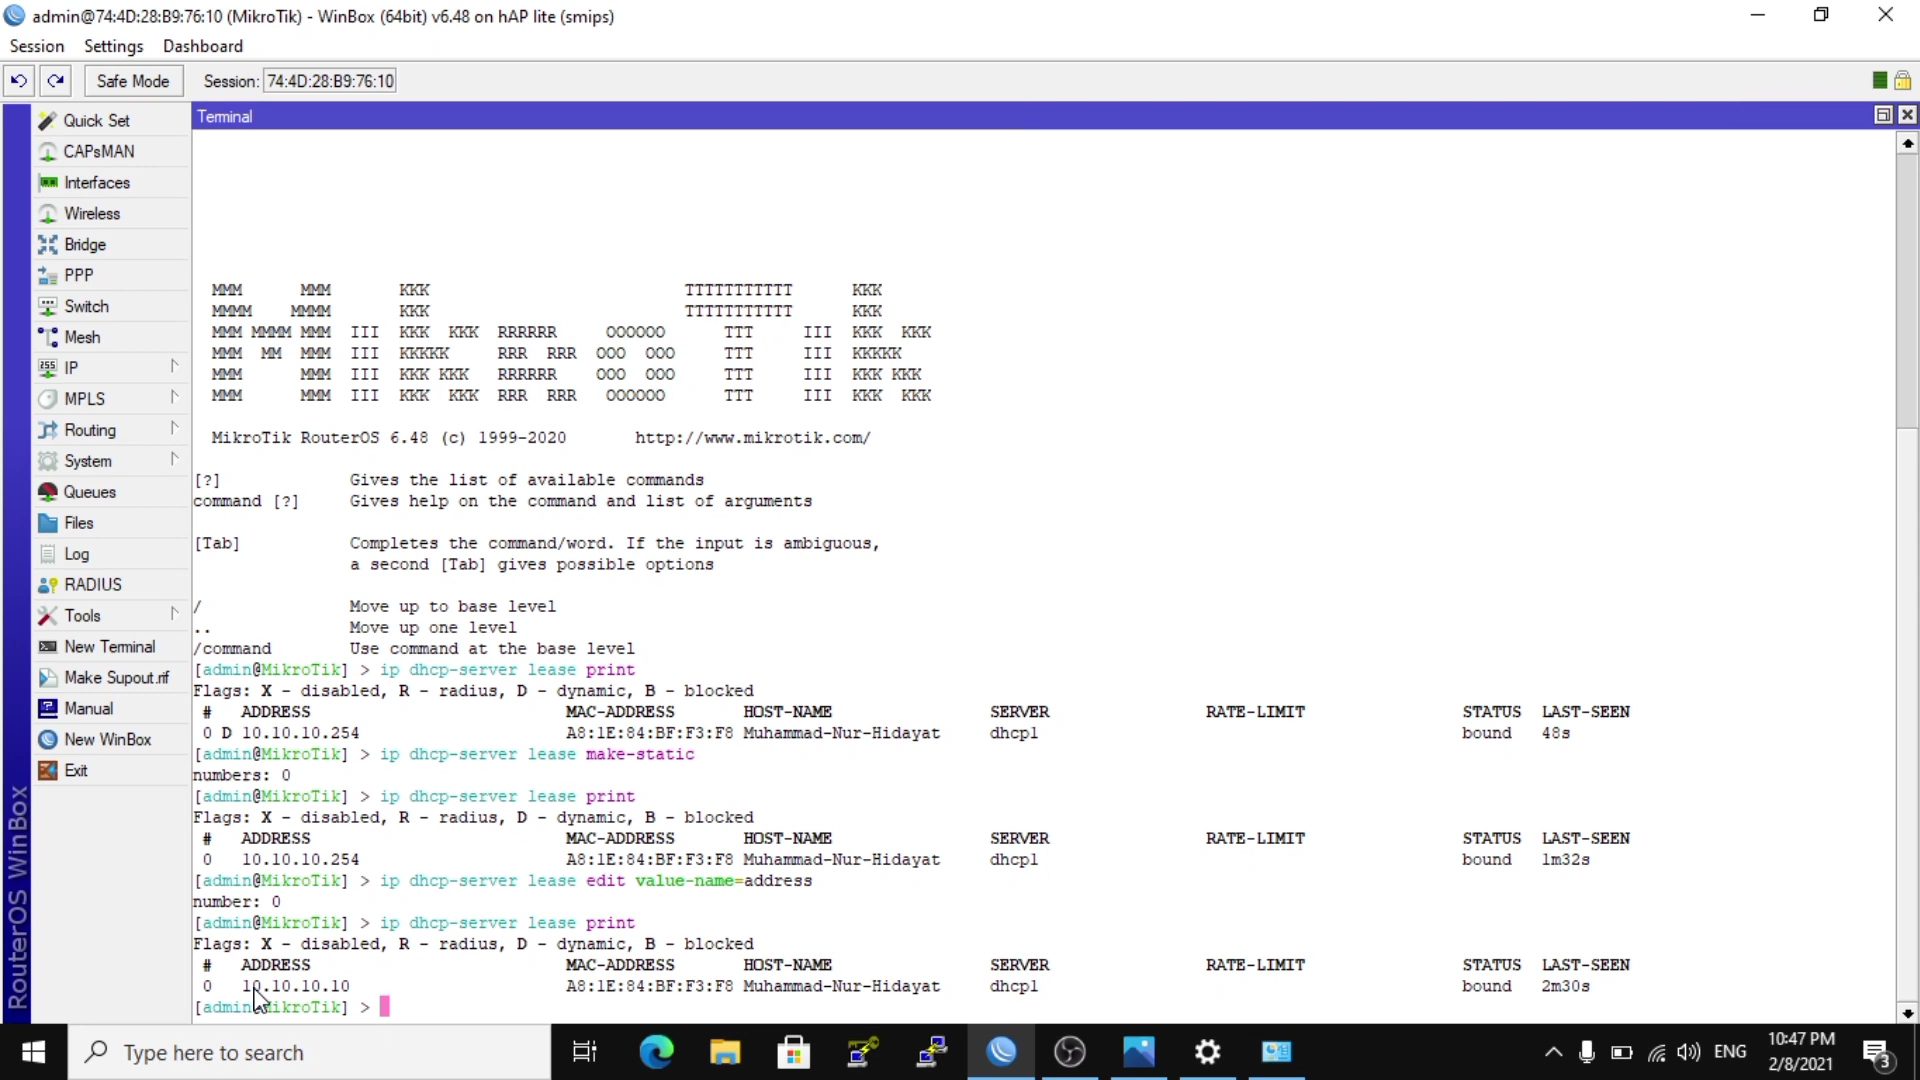 admin@74:4D:28:B9:76:10 (MikroTik) - WinBox (64bit) v6.48 on hAP lite (smips)
Session Settings Dashboard
Safe Mode Session: 74:4D:28:B9:76:10
Quick Set
CAPsMAN
Interfaces
Wireless
Bridge
PPP
Switch
Mesh
IP
MPLS
Routing
System
Queues
Files
Log
RADIUS
Tools
New Terminal
Make Supout.rif
Manual
New WinBox
Exit
RouterOS WinBox
Terminal
MMM      MMM       KKK                          TTTTTTTTTTT      KKK
MMMM    MMMM       KKK                          TTTTTTTTTTT      KKK
MMM MMMM MMM  III  KKK  KKK  RRRRRR     OOOOOO      TTT     III  KKK  KKK
MMM  MM  MMM  III  KKKKK     RRR  RRR  OOO  OOO     TTT     III  KKKKK
MMM      MMM  III  KKK KKK   RRRRRR    OOO  OOO     TTT     III  KKK KKK
MMM      MMM  III  KKK  KKK  RRR  RRR   OOOOOO      TTT     III  KKK  KKK
MikroTik RouterOS 6.48 (c) 1999-2020       http://www.mikrotik.com/
[?]             Gives the list of available commands
command [?]     Gives help on the command and list of arguments
[Tab]           Completes the command/word. If the input is ambiguous,
a second [Tab] gives possible options
/               Move up to base level
..              Move up one level
/command        Use command at the base level
[admin@MikroTik] > ip dhcp-server lease print
Flags: X - disabled, R - radius, D - dynamic, B - blocked
#   ADDRESS   MAC-ADDRESS   HOST-NAME   SERVER   RATE-LIMIT   STATUS   LAST-SEEN
0 D 10.10.10.254   A8:1E:84:BF:F3:F8 Muhammad-Nur-Hidayat   dhcp1   bound   48s
[admin@MikroTik] > ip dhcp-server lease make-static
numbers: 0
[admin@MikroTik] > ip dhcp-server lease print
Flags: X - disabled, R - radius, D - dynamic, B - blocked
#   ADDRESS   MAC-ADDRESS   HOST-NAME   SERVER   RATE-LIMIT   STATUS   LAST-SEEN
0   10.10.10.254   A8:1E:84:BF:F3:F8 Muhammad-Nur-Hidayat   dhcp1   bound   1m32s
[admin@MikroTik] > ip dhcp-server lease edit value-name=address
number: 0
[admin@MikroTik] > ip dhcp-server lease print
Flags: X - disabled, R - radius, D - dynamic, B - blocked
#   ADDRESS   MAC-ADDRESS   HOST-NAME   SERVER   RATE-LIMIT   STATUS   LAST-SEEN
0   10.10.10.10   A8:1E:84:BF:F3:F8 Muhammad-Nur-Hidayat   dhcp1   bound   2m30s
[admin@MikroTik] >
Type here to search
ENG
10:47 PM
2/8/2021
3